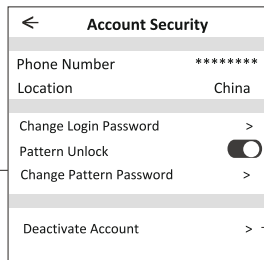 Account Security
Phone Number ********
Location China
Change Login Password >
Pattern Unlock
Change Pattern Password >
Deactivate Account >